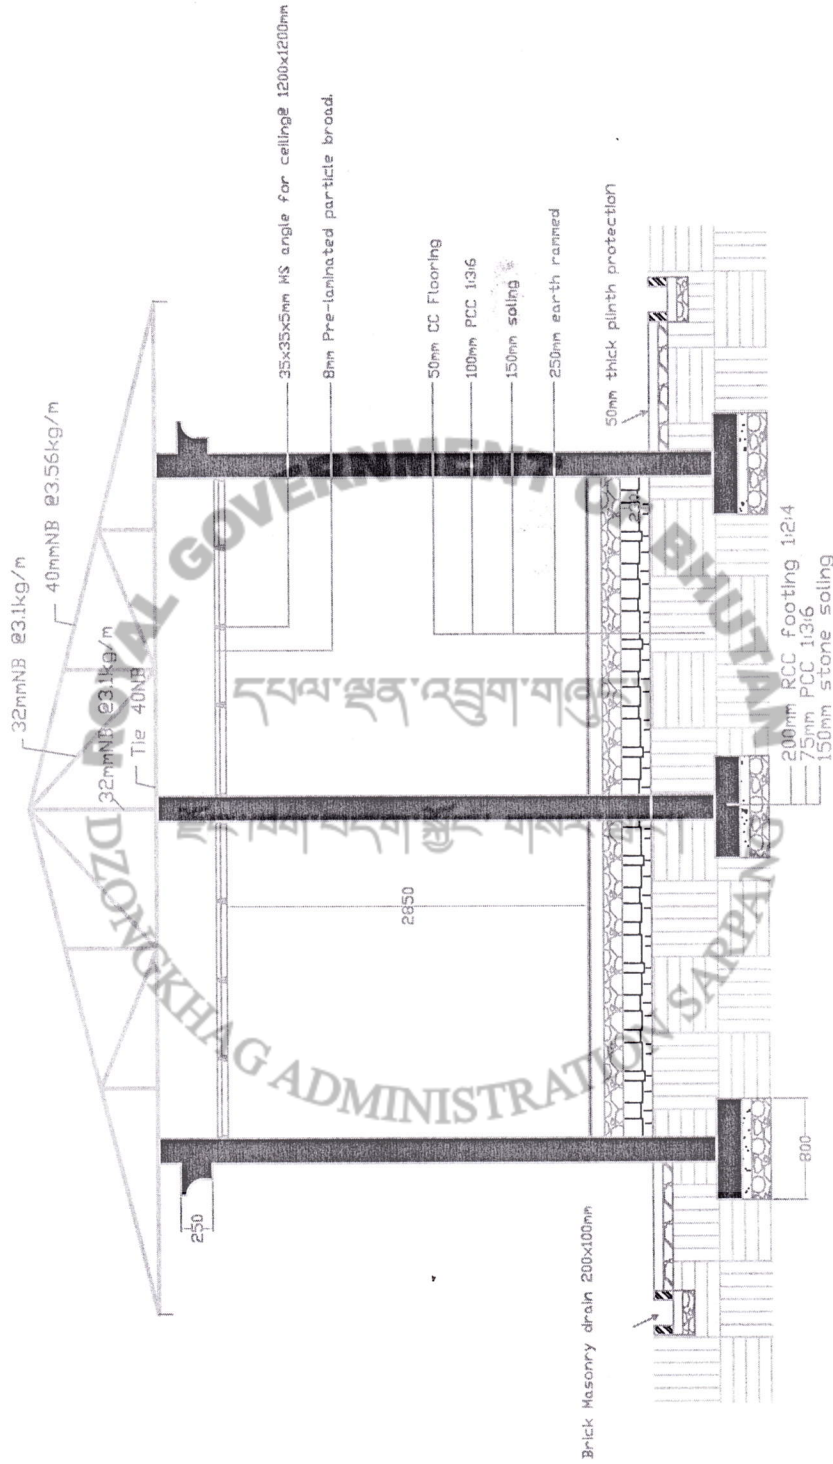 32mmNB @3.1kg/m
40mmNB @3.56kg/m
32mmNB @3.1kg/m
Tie 40NB
35x35x5mm MS angle for ceiling@ 1200x1200mm
8mm Pre-laminated particle broad.
250
2850
50mm CC Flooring
100mm PCC 1:3:6
150mm soling
250mm earth rammed
50mm thick plinth protection
Brick Masonry drain 200x100mm
800
200mm RCC footing 1:2:4
75mm PCC 1:3:6
150mm stone soling
ROYAL GOVERNMENT OF BHUTAN
དཔལ་ལྡན་འབྲུག་གཞུང་
DZONGKHAG ADMINISTRATION SARPANG